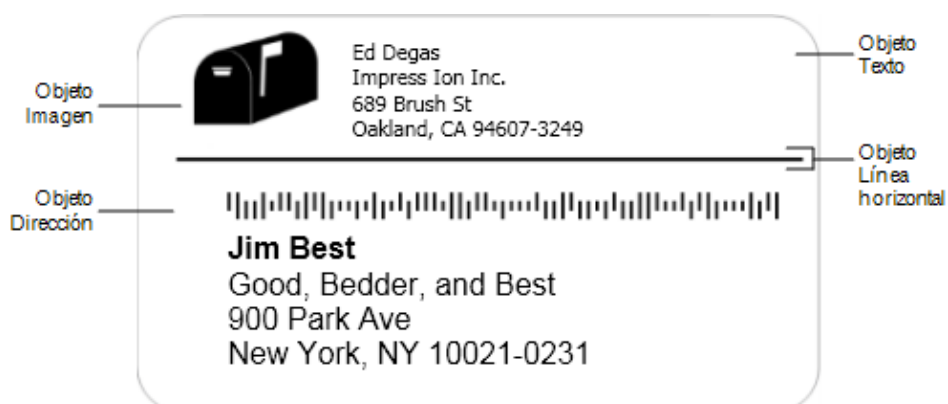 Objeto
Imagen
Ed Degas
Impress Ion Inc.
689 Brush St
Oakland, CA 94607-3249
Objeto
Texto
Objeto
Línea
horizontal
Objeto
Dirección
Jim Best
Good, Bedder, and Best
900 Park Ave
New York, NY 10021-0231